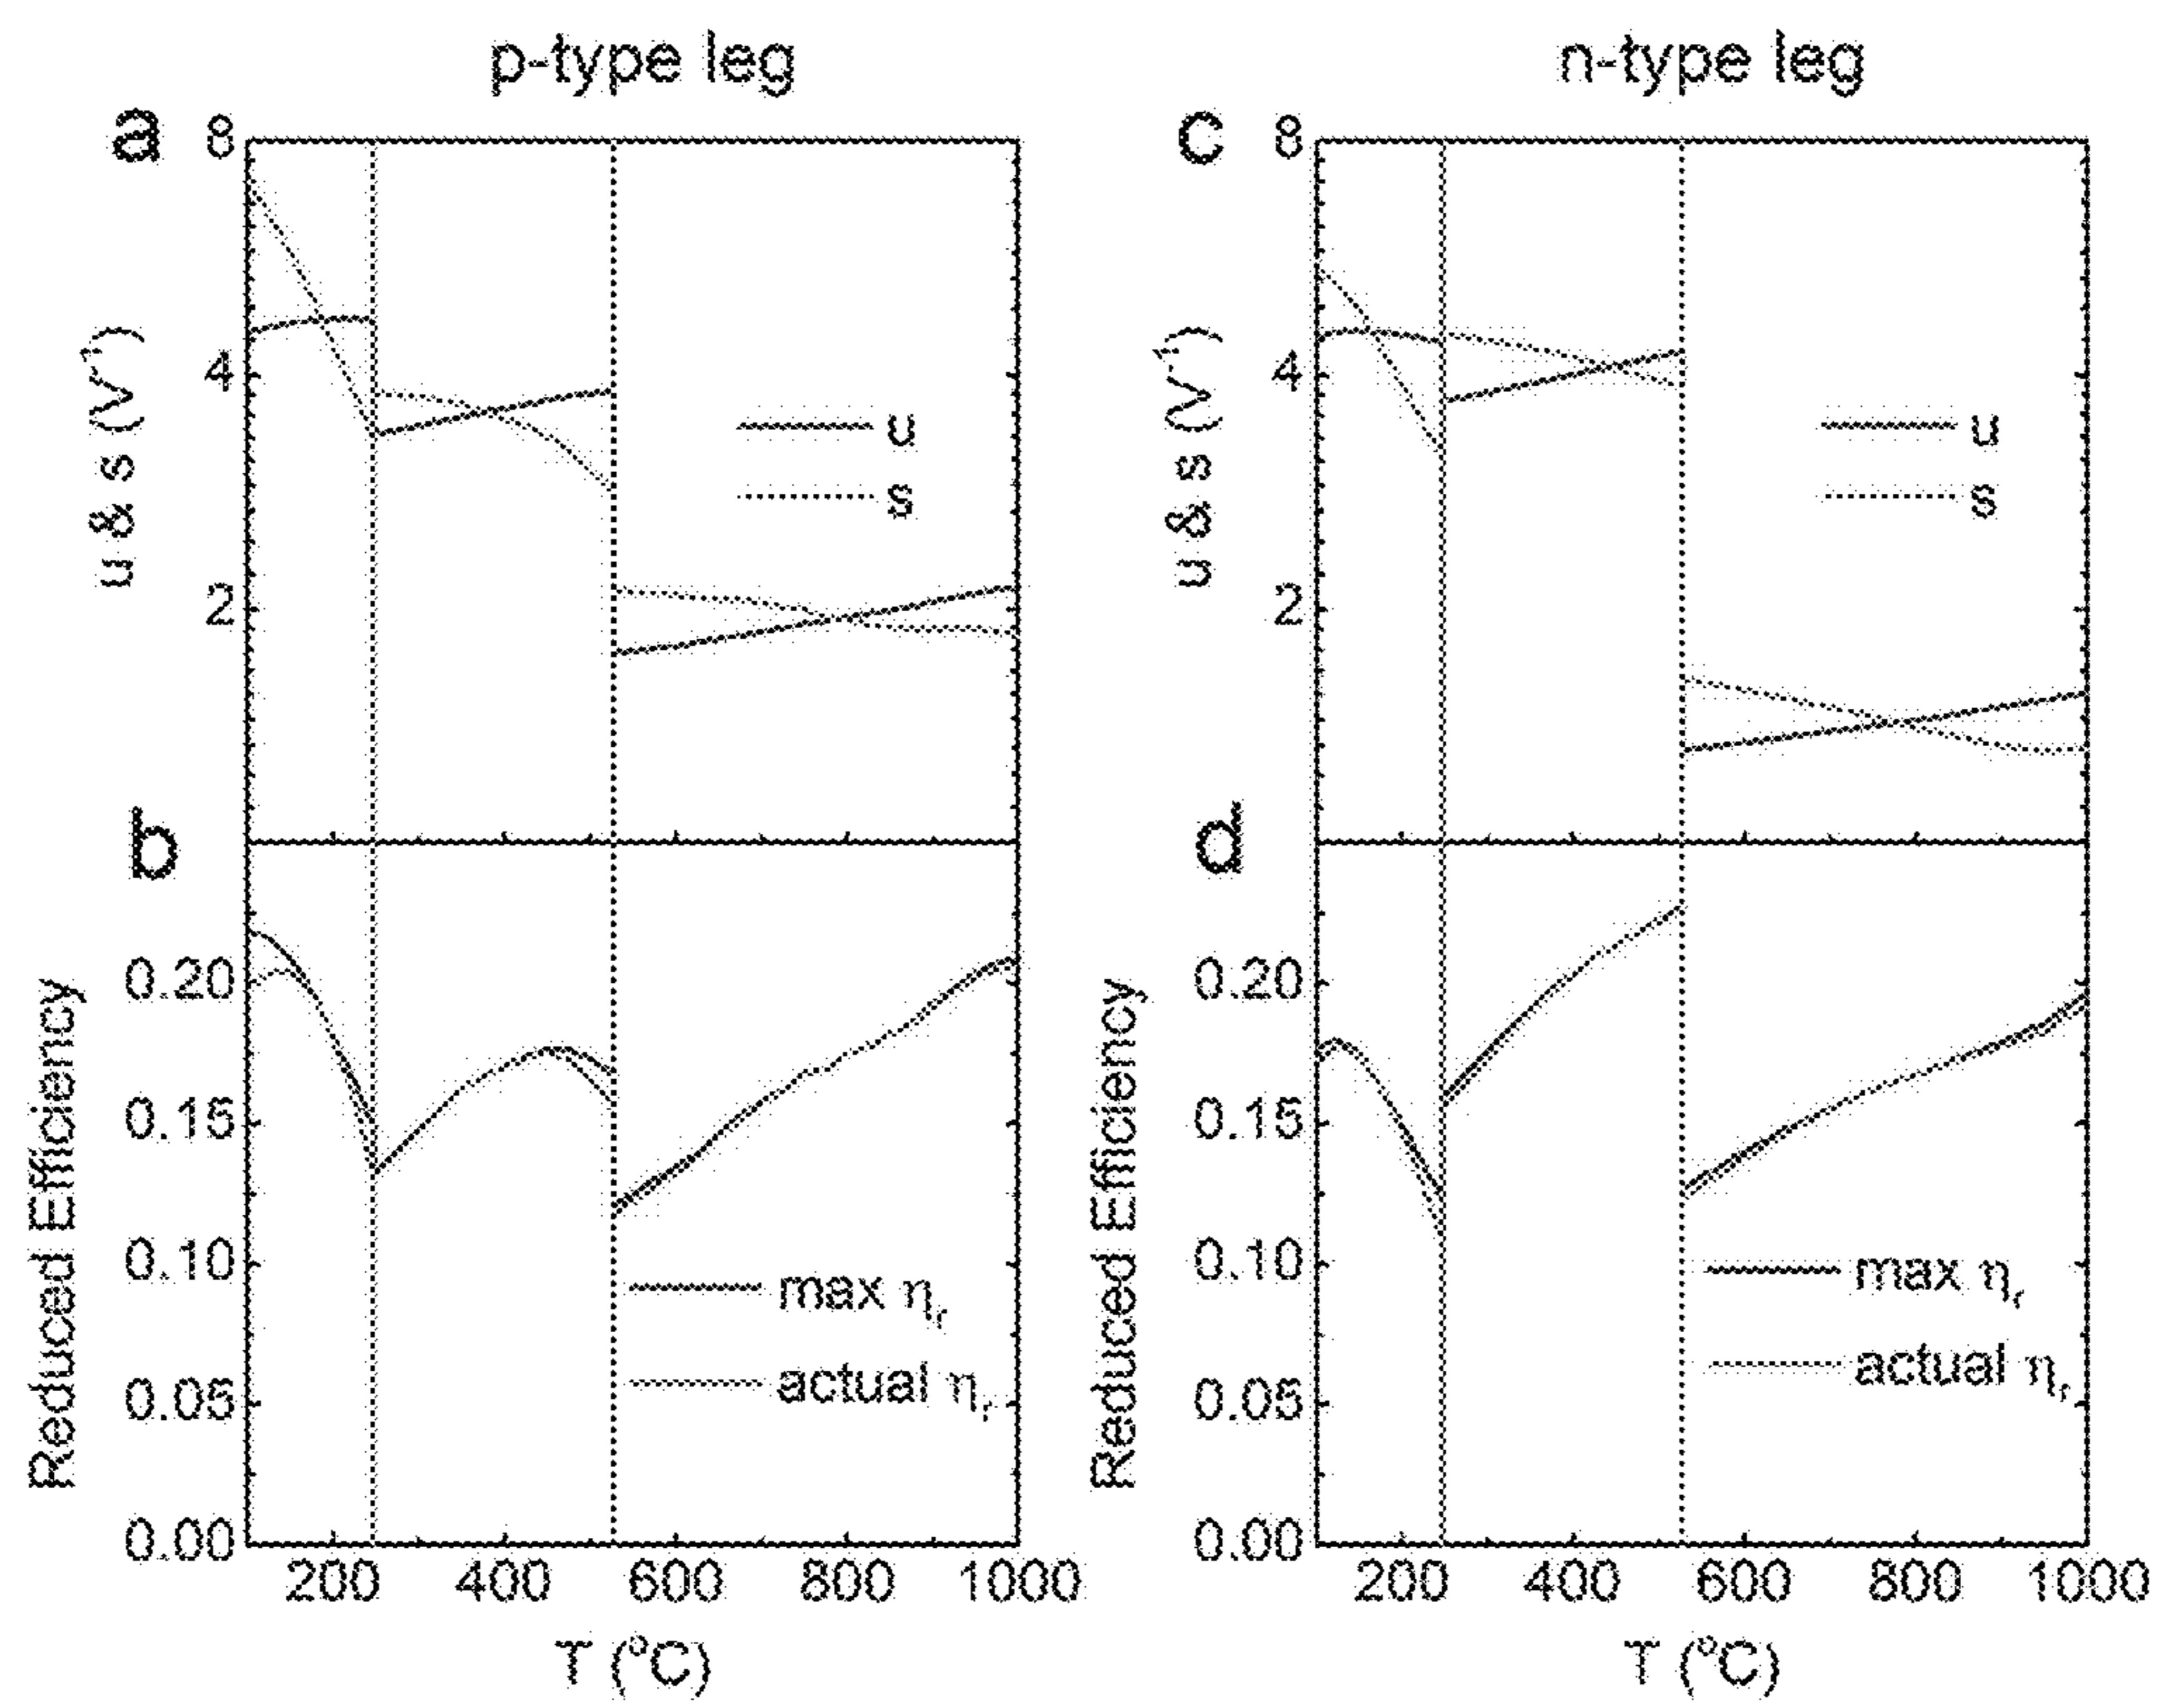 p-type leg
n-type leg
a
8
4
2
u & s (V⁻¹)
u
s
b
0.20
0.15
0.10
0.05
0.00
Reduced Efficiency
max ηr
actual ηr
200 400 600 800 1000
T (°C)
c
8
4
2
u & s (V⁻¹)
u
s
d
0.20
0.15
0.10
0.05
0.00
Reduced Efficiency
max ηr
actual ηr
200 400 600 800 1000
T (°C)